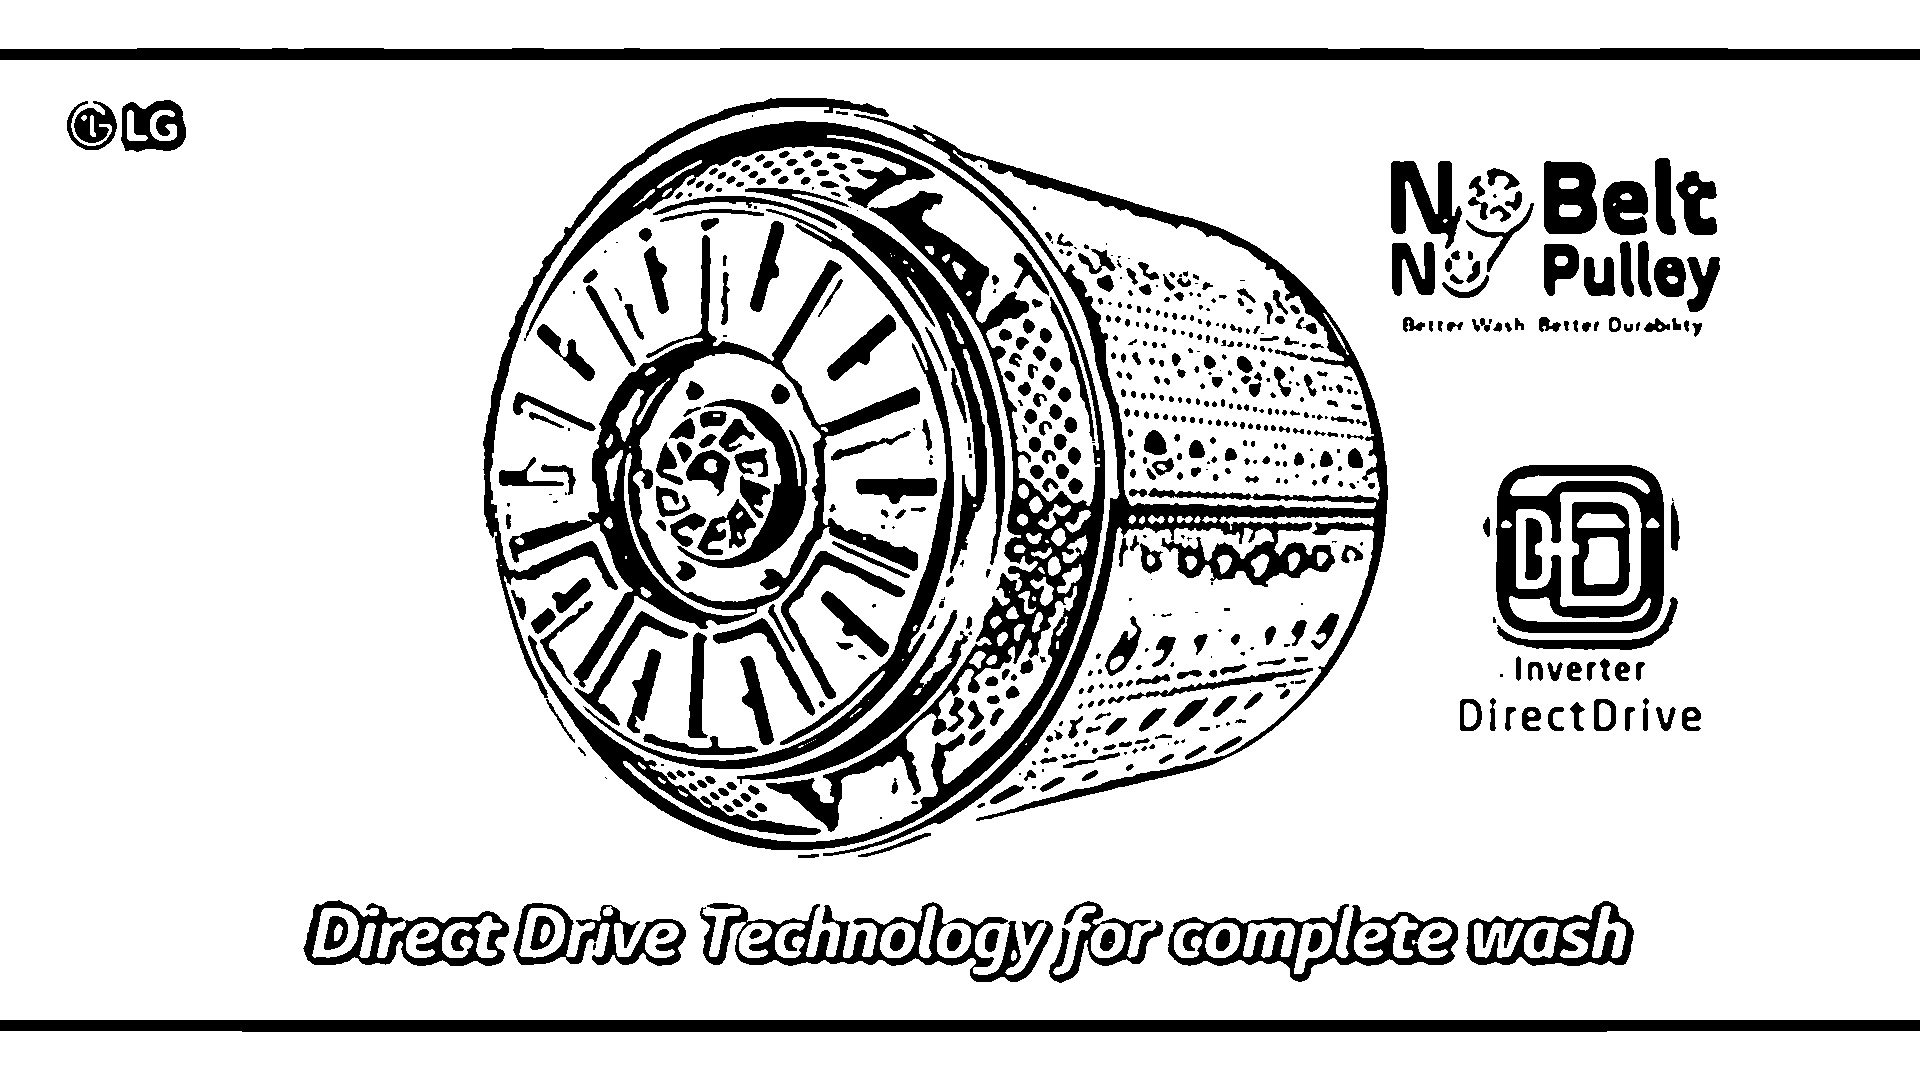 LG
No Belt
No Pulley
Better Wash Better Durability
DD
Inverter
DirectDrive
Direct Drive Technology for complete wash